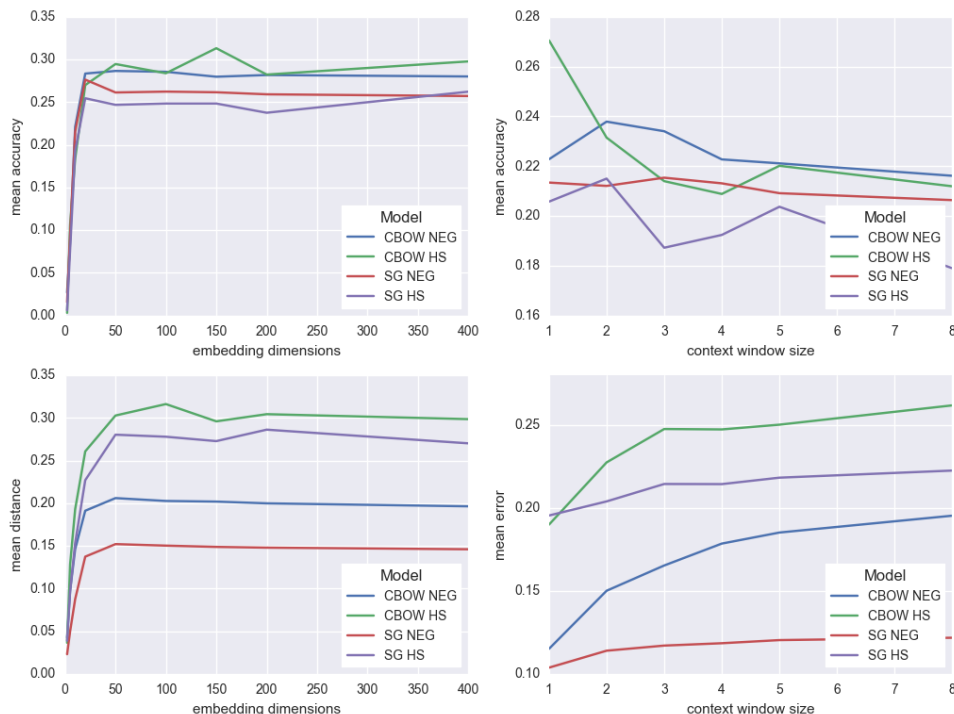 0.35
0.30
0.25
0.20
0.15
0.10
0.05
0.00
mean accuracy
0 50 100 150 200 250 300 350 400
embedding dimensions
Model
CBOW NEG
CBOW HS
SG NEG
SG HS
0.28
0.26
0.24
0.22
0.20
0.18
0.16
mean accuracy
1 2 3 4 5 6 7 8
context window size
Model
CBOW NEG
CBOW HS
SG NEG
SG HS
0.35
0.30
0.25
0.20
0.15
0.10
0.05
0.00
mean distance
0 50 100 150 200 250 300 350 400
embedding dimensions
Model
CBOW NEG
CBOW HS
SG NEG
SG HS
0.25
0.20
0.15
0.10
mean error
1 2 3 4 5 6 7 8
context window size
Model
CBOW NEG
CBOW HS
SG NEG
SG HS